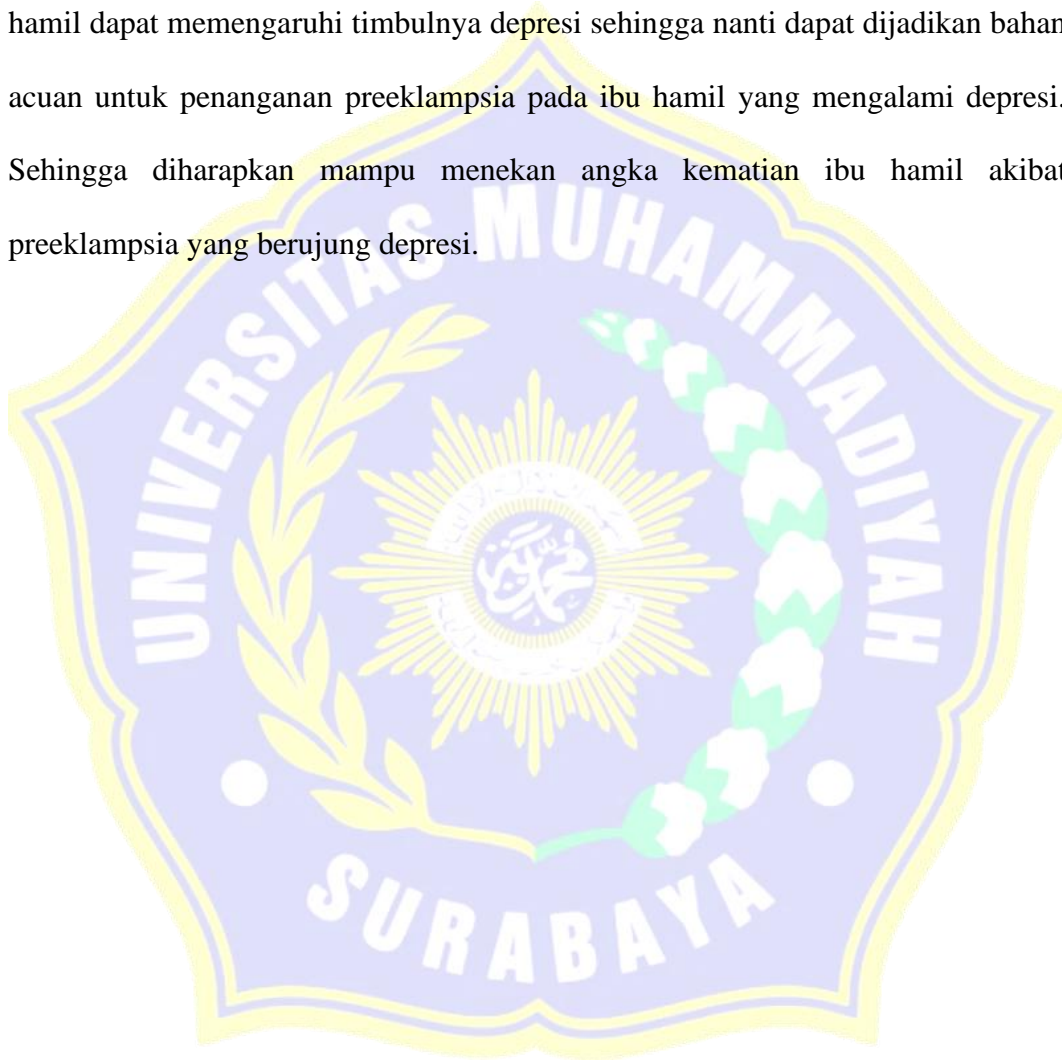 hamil dapat memengaruhi timbulnya depresi sehingga nanti dapat dijadikan bahan
acuan untuk penanganan preeklampsia pada ibu hamil yang mengalami depresi.
Sehingga diharapkan mampu menekan angka kematian ibu hamil akibat
preeklampsia yang berujung depresi.
UNIVERSITAS MUHAMMADIYAH
SURABAYA